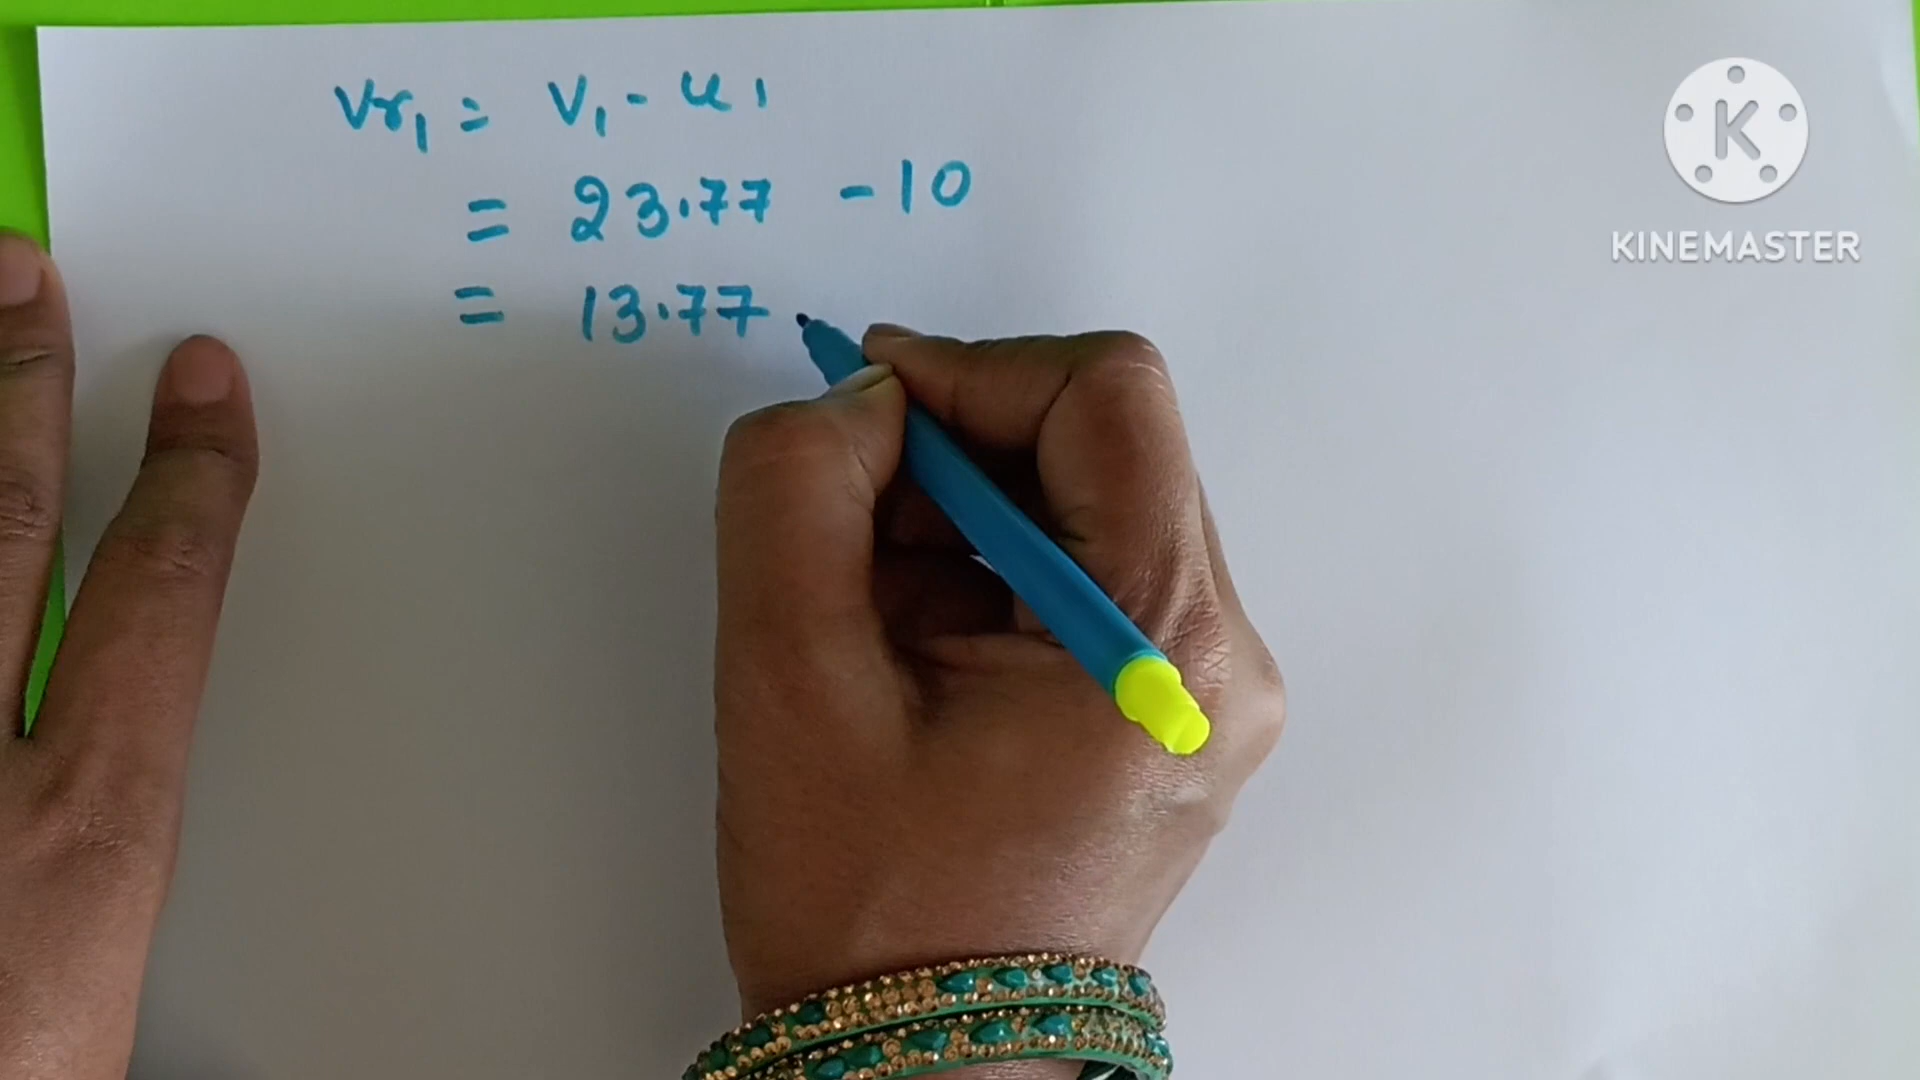 Vr₁ = V₁ - u₁
= 23.77 - 10
= 13.77
K
KINEMASTER